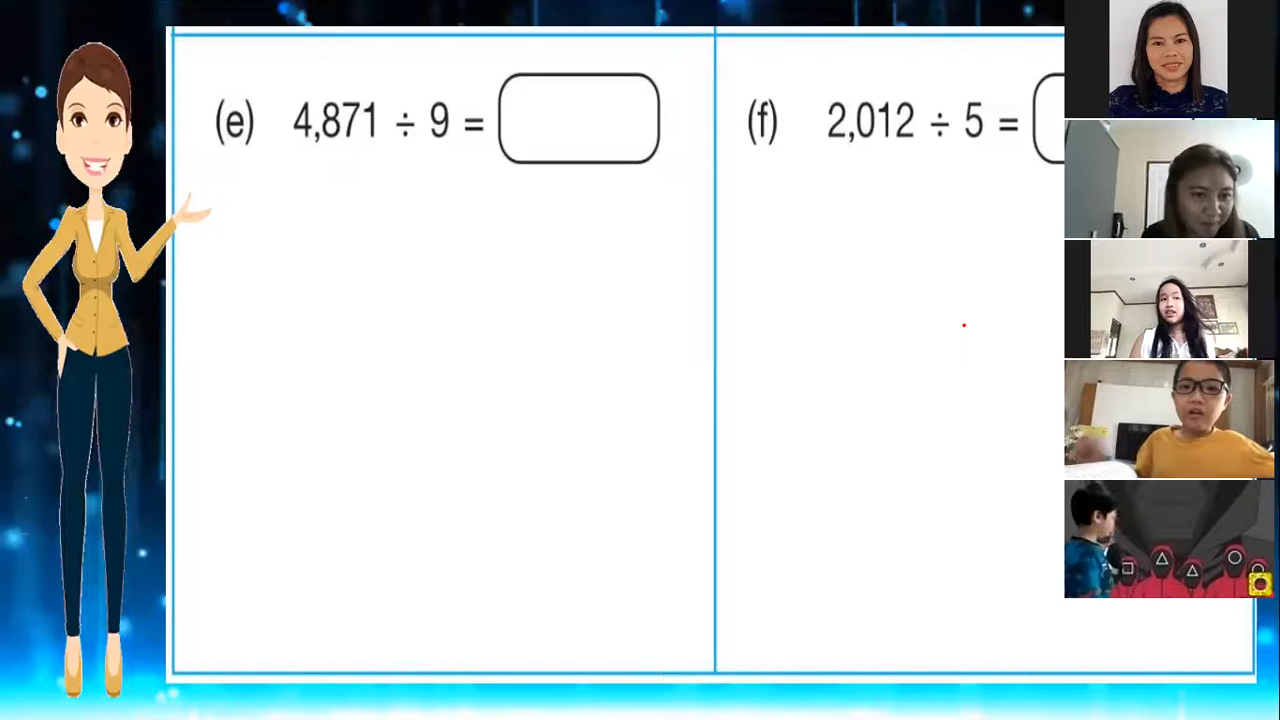 (e) 4,871 ÷ 9 =
(f) 2,012 ÷ 5 =